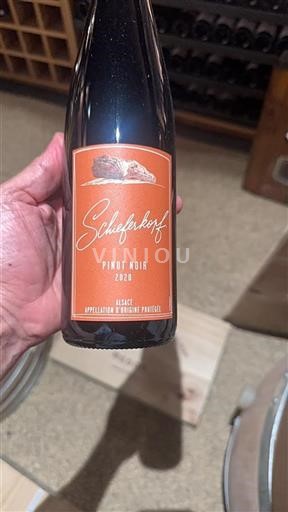 Schieferkopf
VINIOU
PINOT NOIR
2020
ALSACE
APPELLATION D'ORIGINE PROTÉGÉE